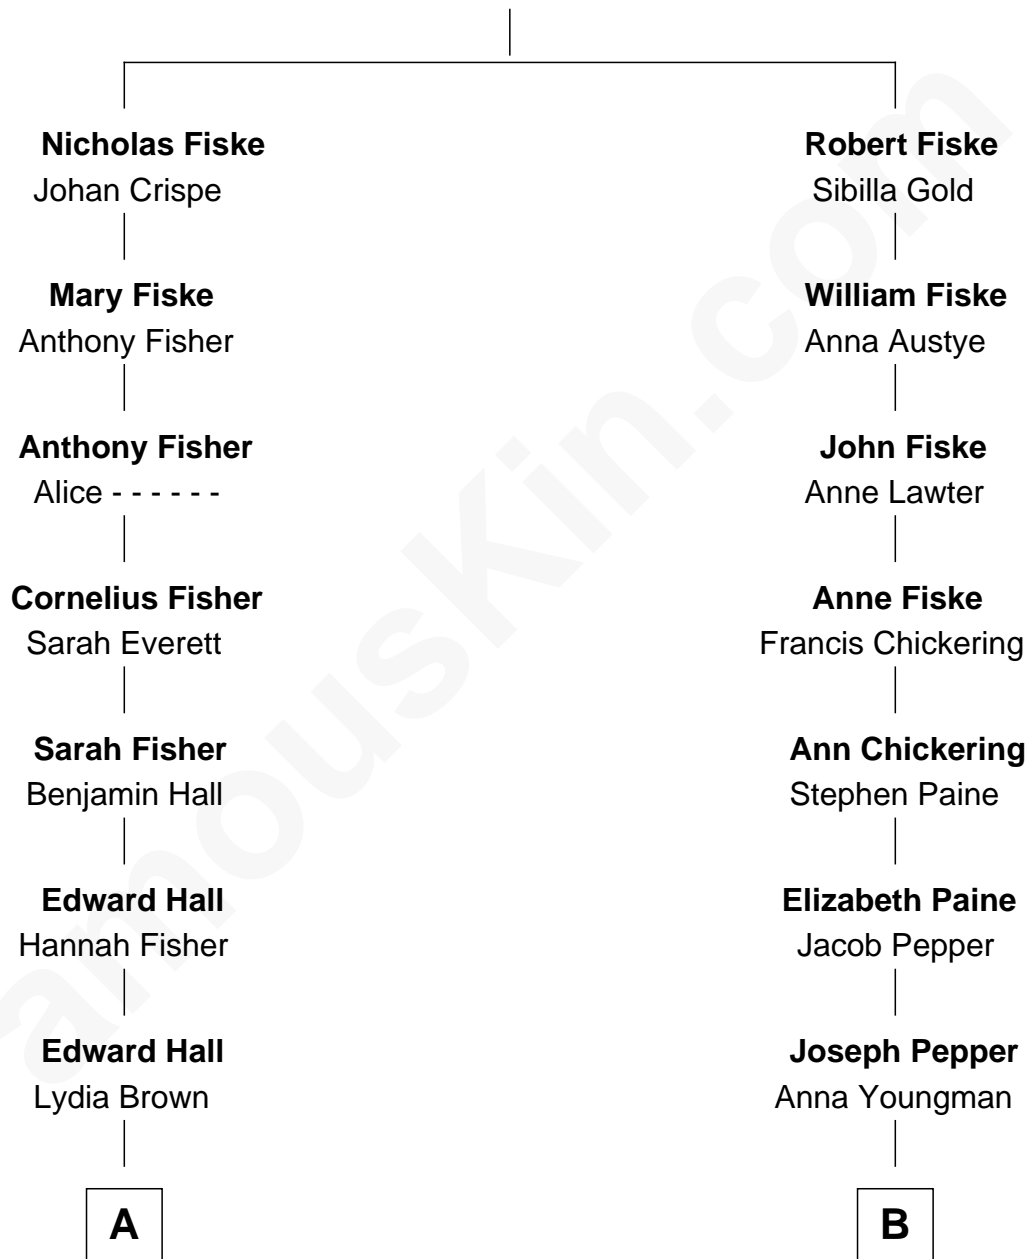 Nicholas Fiske
Johan Crispe
Mary Fiske
Anthony Fisher
Anthony Fisher
Alice - - - - - -
Cornelius Fisher
Sarah Everett
Sarah Fisher
Benjamin Hall
Edward Hall
Hannah Fisher
Edward Hall
Lydia Brown
A
Robert Fiske
Sibilla Gold
William Fiske
Anna Austye
John Fiske
Anne Lawter
Anne Fiske
Francis Chickering
Ann Chickering
Stephen Paine
Elizabeth Paine
Jacob Pepper
Joseph Pepper
Anna Youngman
B
amouskin.com